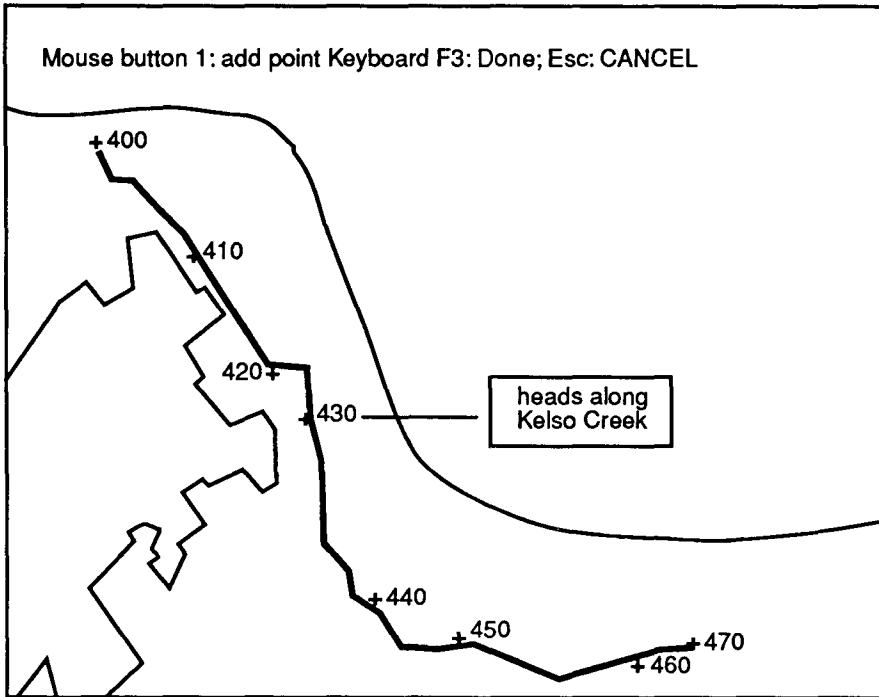 Mouse button 1: add point Keyboard F3: Done; Esc: CANCEL
+400
+410
420+
+430
heads along
Kelso Creek
+440
+450
+470
+460